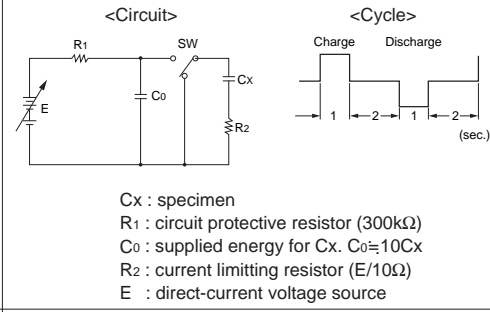 <Circuit> <Cycle>
R1 SW Charge Discharge
E C0 Cx R2
1 2 1 2
(sec.)
Cx : specimen
R1 : circuit protective resistor (300kΩ)
C0 : supplied energy for Cx. C0≒10Cx
R2 : current limitting resistor (E/10Ω)
E : direct-current voltage source